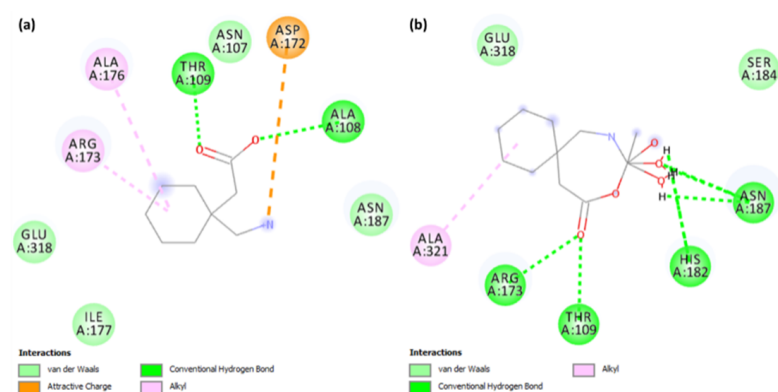 (a)
ASN
A:107
ASP
A:172
ALA
A:176
THR
A:109
ALA
A:108
ARG
A:173
O
O
N
ASN
A:187
GLU
A:318
ILE
A:177
Interactions
van der Waals
Attractive Charge
Conventional Hydrogen Bond
Alkyl
(b)
GLU
A:318
SER
A:184
N
O
H
O
H
O
H
O
H
O
ASN
A:187
ALA
A:321
HIS
A:182
ARG
A:173
THR
A:109
Interactions
van der Waals
Conventional Hydrogen Bond
Alkyl